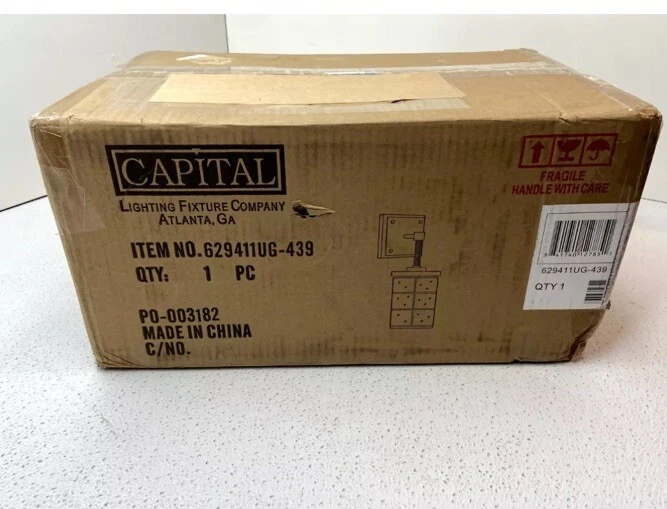 CAPITAL
LIGHTING FIXTURE COMPANY
ATLANTA, GA
ITEM NO. 629411UG-439
QTY: 1 PC
PO-003182
MADE IN CHINA
C/NO.
FRAGILE
HANDLE WITH CARE
629411UG-439
QTY 1